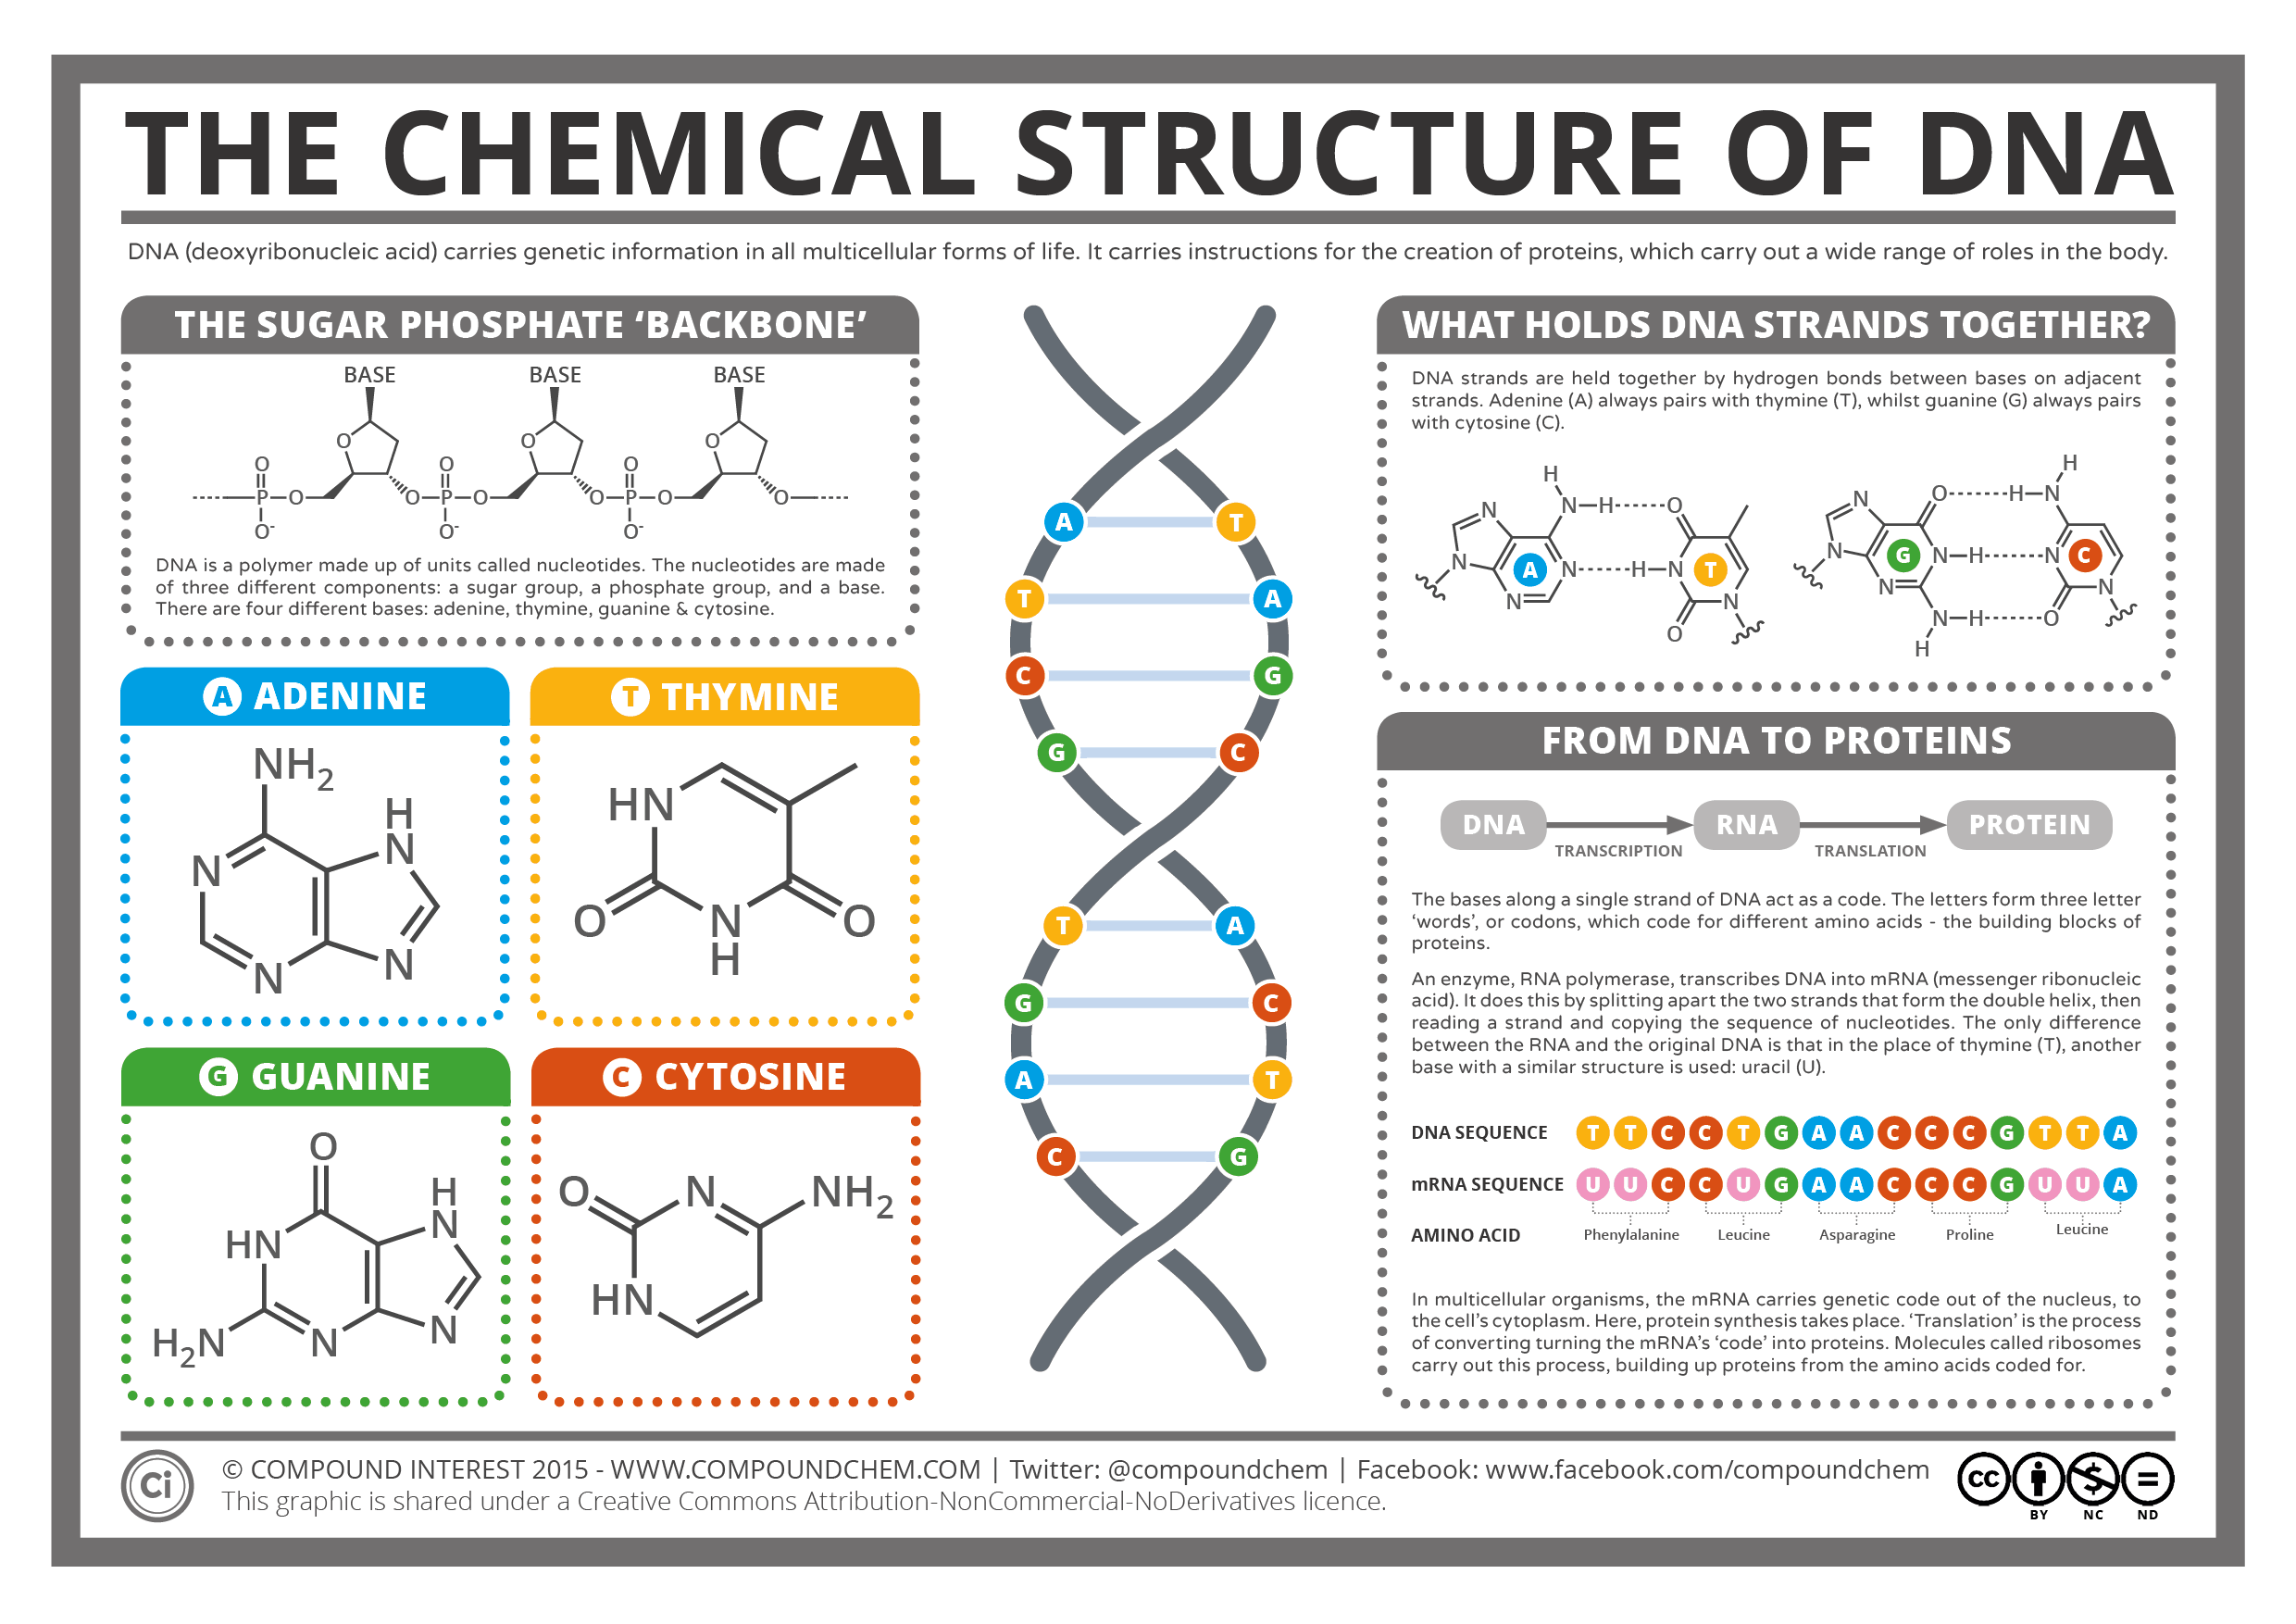 THE CHEMICAL STRUCTURE OF DNA
DNA (deoxyribonucleic acid) carries genetic information in all multicellular forms of life. It carries instructions for the creation of proteins, which carry out a wide range of roles in the body.
THE SUGAR PHOSPHATE ‘BACKBONE’
BASE BASE BASE
O O O
O O O
P O O P O O P O O
O- O- O-
DNA is a polymer made up of units called nucleotides. The nucleotides are made
of three different components: a sugar group, a phosphate group, and a base.
There are four different bases: adenine, thymine, guanine & cytosine.
A ADENINE
NH2
H
N
N
N
N
T THYMINE
HN
O
N
H
O
G GUANINE
O
H
N
HN
H2N
N
N
C CYTOSINE
O
N
NH2
HN
A T
T A
C G
G C
T A
G C
A T
C G
WHAT HOLDS DNA STRANDS TOGETHER?
DNA strands are held together by hydrogen bonds between bases on adjacent
strands. Adenine (A) always pairs with thymine (T), whilst guanine (G) always pairs
with cytosine (C).
H
N N H O
N A N H N T
N N
O
H
N O H N
N G N H N C
N N
N H O
H
FROM DNA TO PROTEINS
DNA RNA PROTEIN
TRANSCRIPTION TRANSLATION
The bases along a single strand of DNA act as a code. The letters form three letter
‘words’, or codons, which code for different amino acids - the building blocks of
proteins.
An enzyme, RNA polymerase, transcribes DNA into mRNA (messenger ribonucleic
acid). It does this by splitting apart the two strands that form the double helix, then
reading a strand and copying the sequence of nucleotides. The only difference
between the RNA and the original DNA is that in the place of thymine (T), another
base with a similar structure is used: uracil (U).
DNA SEQUENCE T T C C T G A A C C C G T T A
mRNA SEQUENCE U U C C U G A A C C C G U U A
AMINO ACID Phenylalanine Leucine Asparagine Proline Leucine
In multicellular organisms, the mRNA carries genetic code out of the nucleus, to
the cell’s cytoplasm. Here, protein synthesis takes place. ‘Translation’ is the process
of converting turning the mRNA’s ‘code’ into proteins. Molecules called ribosomes
carry out this process, building up proteins from the amino acids coded for.
Ci
© COMPOUND INTEREST 2015 - WWW.COMPOUNDCHEM.COM | Twitter: @compoundchem | Facebook: www.facebook.com/compoundchem
This graphic is shared under a Creative Commons Attribution-NonCommercial-NoDerivatives licence.
cc $ =
BY NC ND